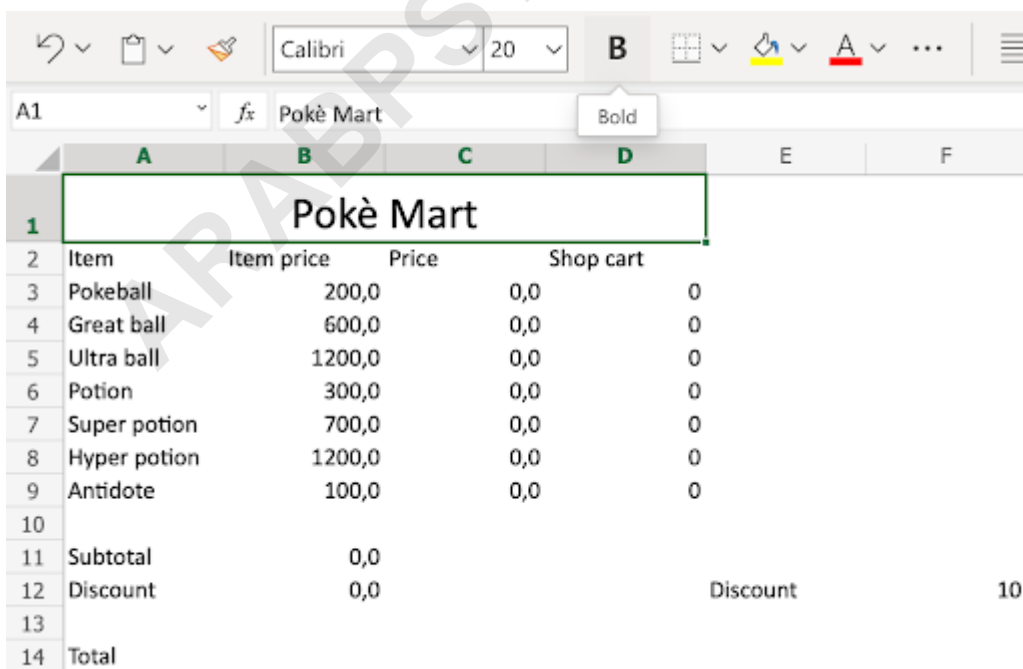 Calibri 20 B A ...
A1 fx Pokè Mart Bold
A B C D E F
1 Pokè Mart
2 Item Item price Price Shop cart
3 Pokeball 200,0 0,0 0
4 Great ball 600,0 0,0 0
5 Ultra ball 1200,0 0,0 0
6 Potion 300,0 0,0 0
7 Super potion 700,0 0,0 0
8 Hyper potion 1200,0 0,0 0
9 Antidote 100,0 0,0 0
10
11 Subtotal 0,0
12 Discount 0,0 Discount 10
13
14 Total
ARABPS